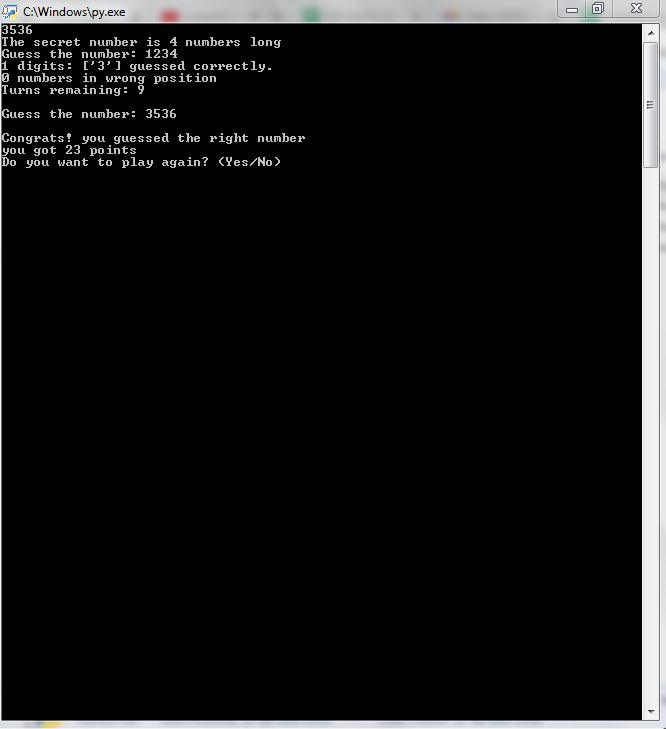 C:\Windows\py.exe
3536
The secret number is 4 numbers long
Guess the number: 1234
1 digits: ['3'] guessed correctly.
0 numbers in wrong position
Turns remaining: 9
Guess the number: 3536
Congrats! you guessed the right number
you got 23 points
Do you want to play again? (Yes/No)